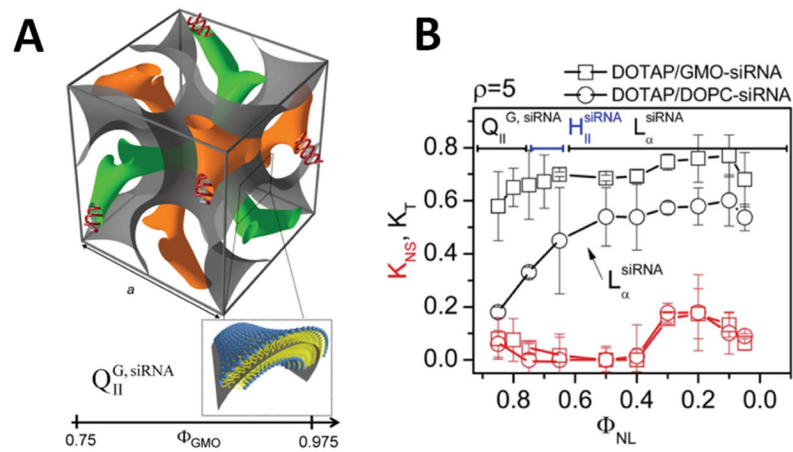 A
a
Q_II^G, siRNA
0.75
Φ_GMO
0.975
B
DOTAP/GMO-siRNA
DOTAP/DOPC-siRNA
ρ=5
Q_II^G, siRNA H_II^siRNA L_α^siRNA
0.8
0.6
0.4
0.2
0.0
K_NS, K_T
L_α^siRNA
0.8 0.6 0.4 0.2 0.0
Φ_NL